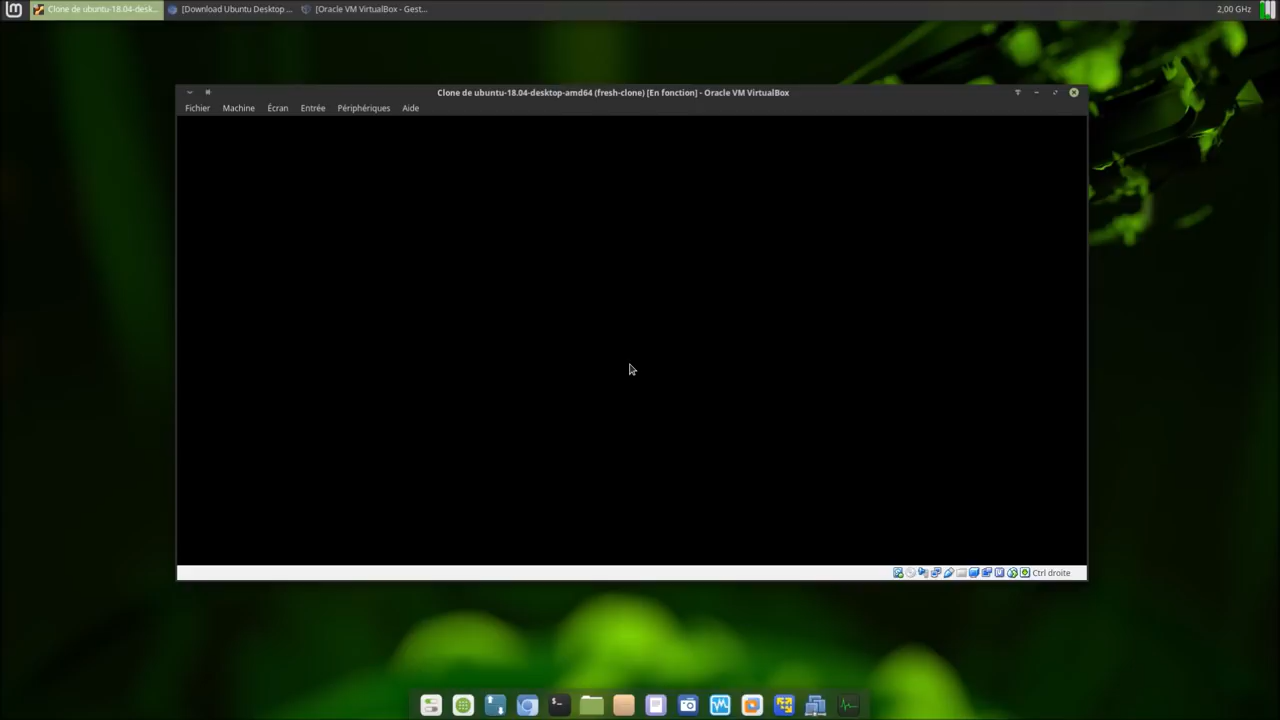 Clone de ubuntu-18.04-desk...
[Download Ubuntu Desktop ...
[Oracle VM VirtualBox - Gest...
2,00 GHz
Clone de ubuntu-18.04-desktop-amd64 (fresh-clone) [En fonction] - Oracle VM VirtualBox
Fichier Machine Écran Entrée Périphériques Aide
Ctrl droite